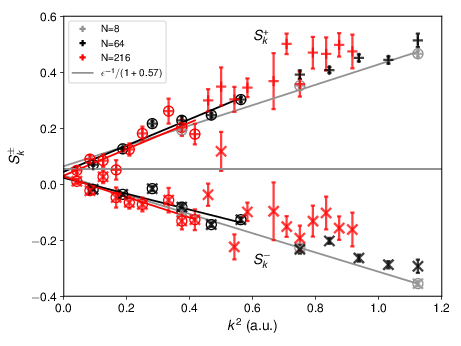 N=8
N=64
N=216
ϵ⁻¹/(1 + 0.57)
S_k^+
S_k^-
S_k^±
0.6
0.4
0.2
0.0
−0.2
−0.4
0.0 0.2 0.4 0.6 0.8 1.0 1.2
k² (a.u.)